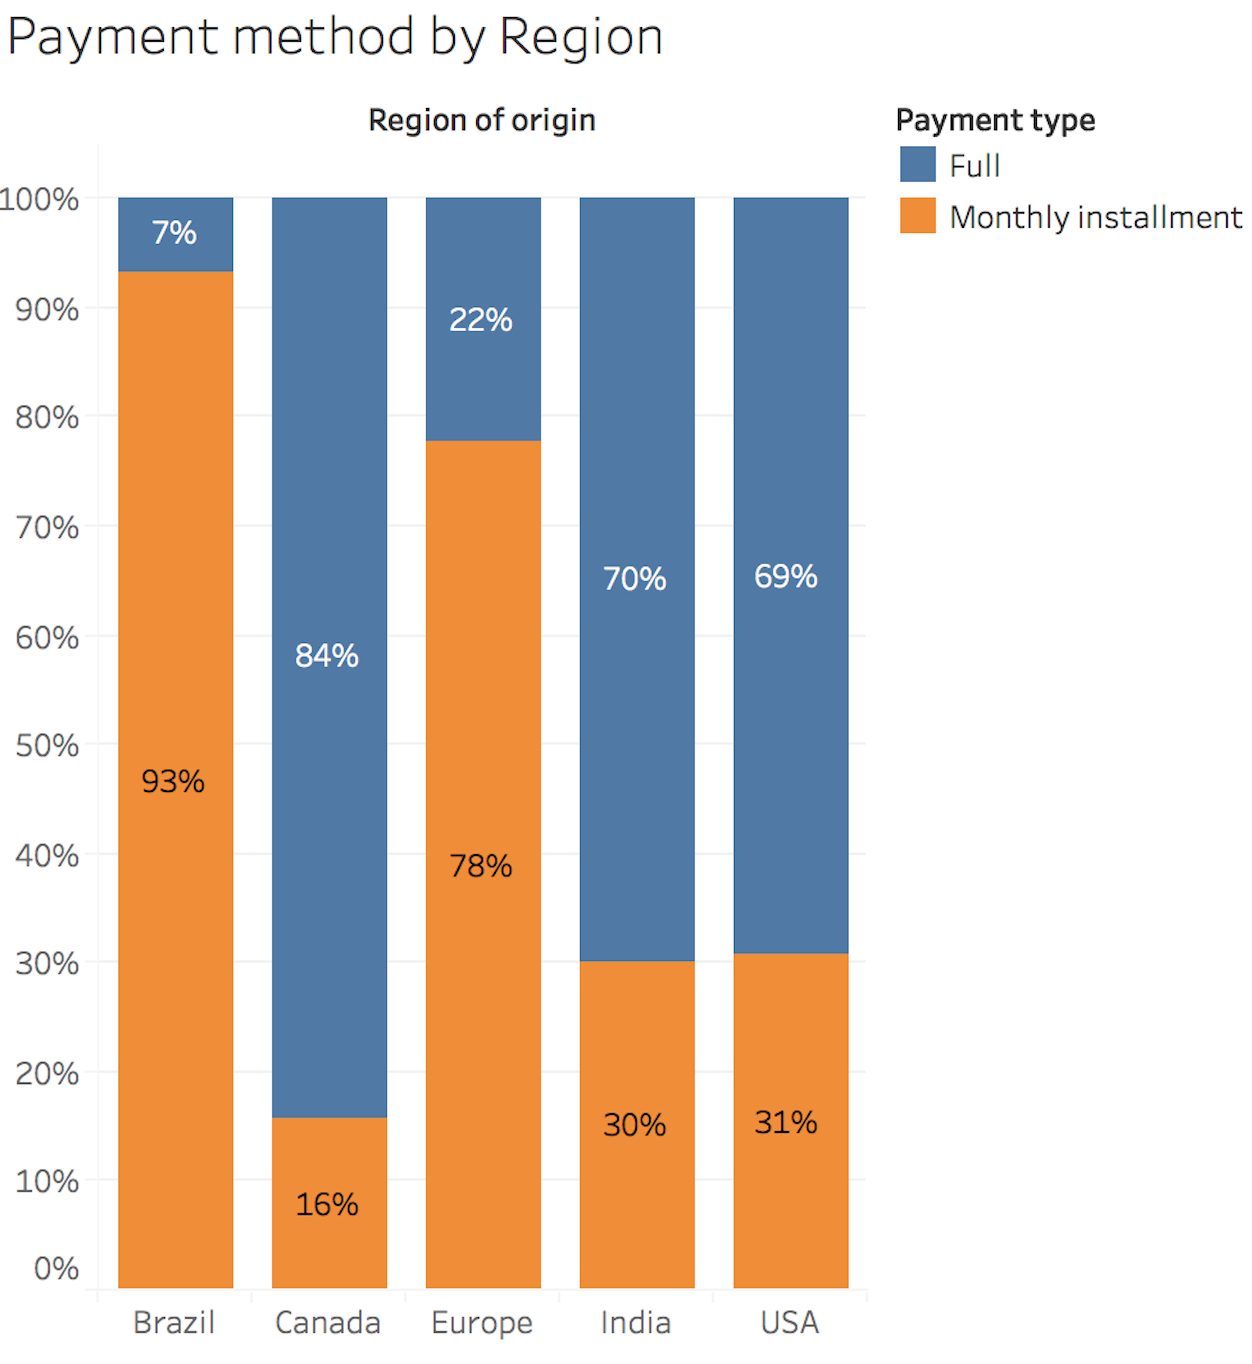 Payment method by Region
Region of origin
Payment type
Full
Monthly installment
100%
90%
80%
70%
60%
50%
40%
30%
20%
10%
0%
7%
93%
84%
16%
22%
78%
70%
30%
69%
31%
Brazil
Canada
Europe
India
USA